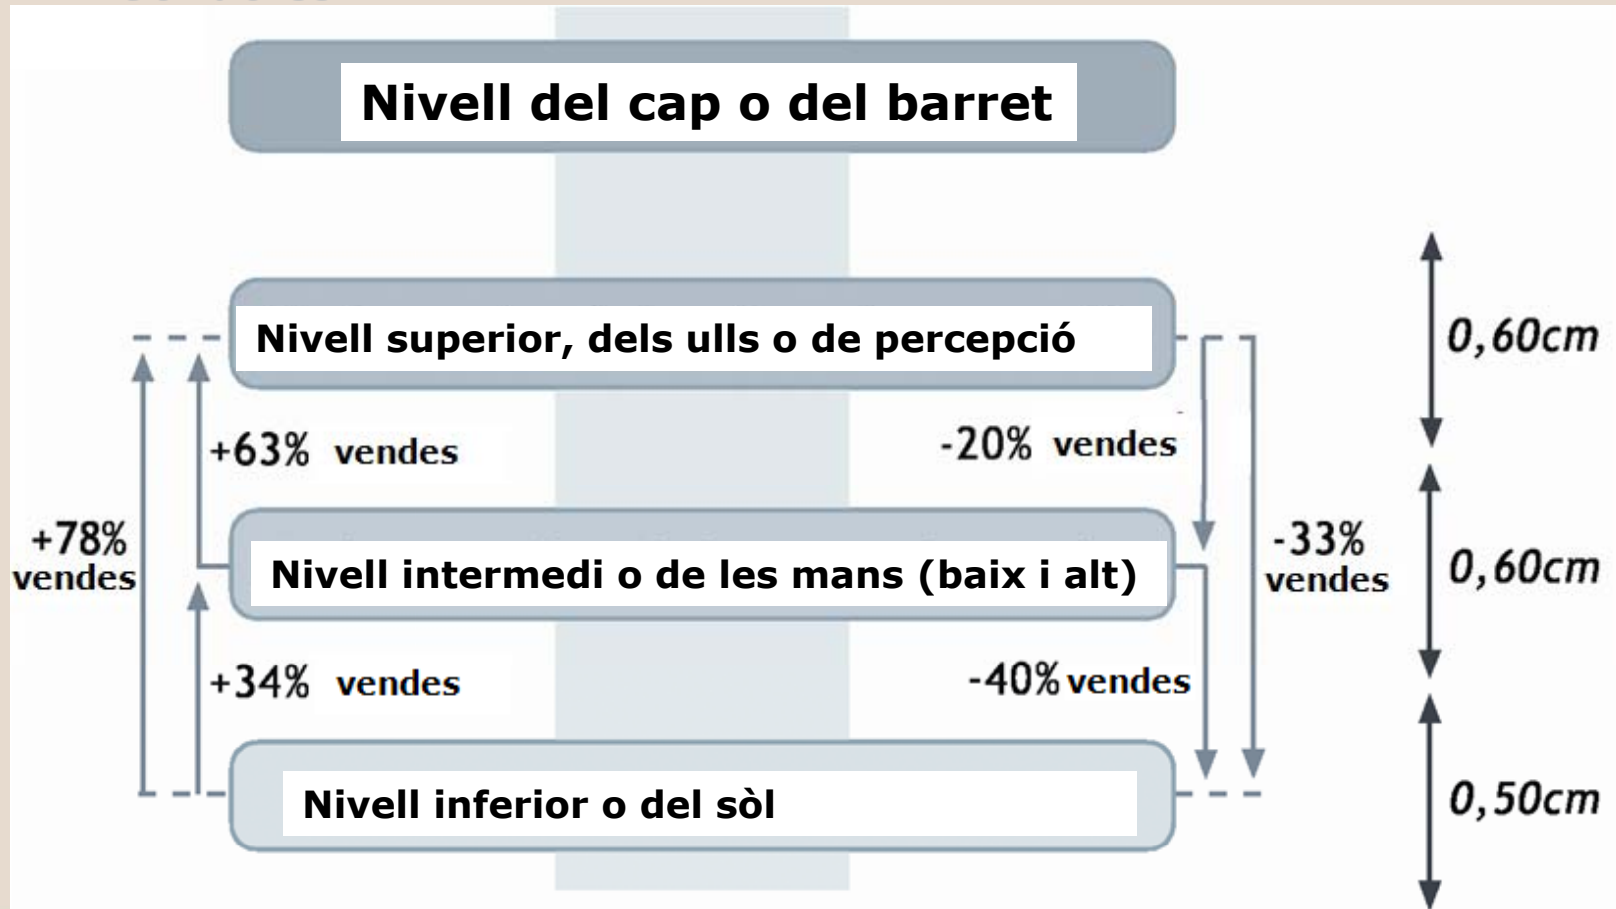 Nivell del cap o del barret
Nivell superior, dels ulls o de percepció
0,60cm
+63% vendes
-20% vendes
+78%
vendes
-33%
vendes
Nivell intermedi o de les mans (baix i alt)
0,60cm
+34% vendes
-40% vendes
Nivell inferior o del sòl
0,50cm